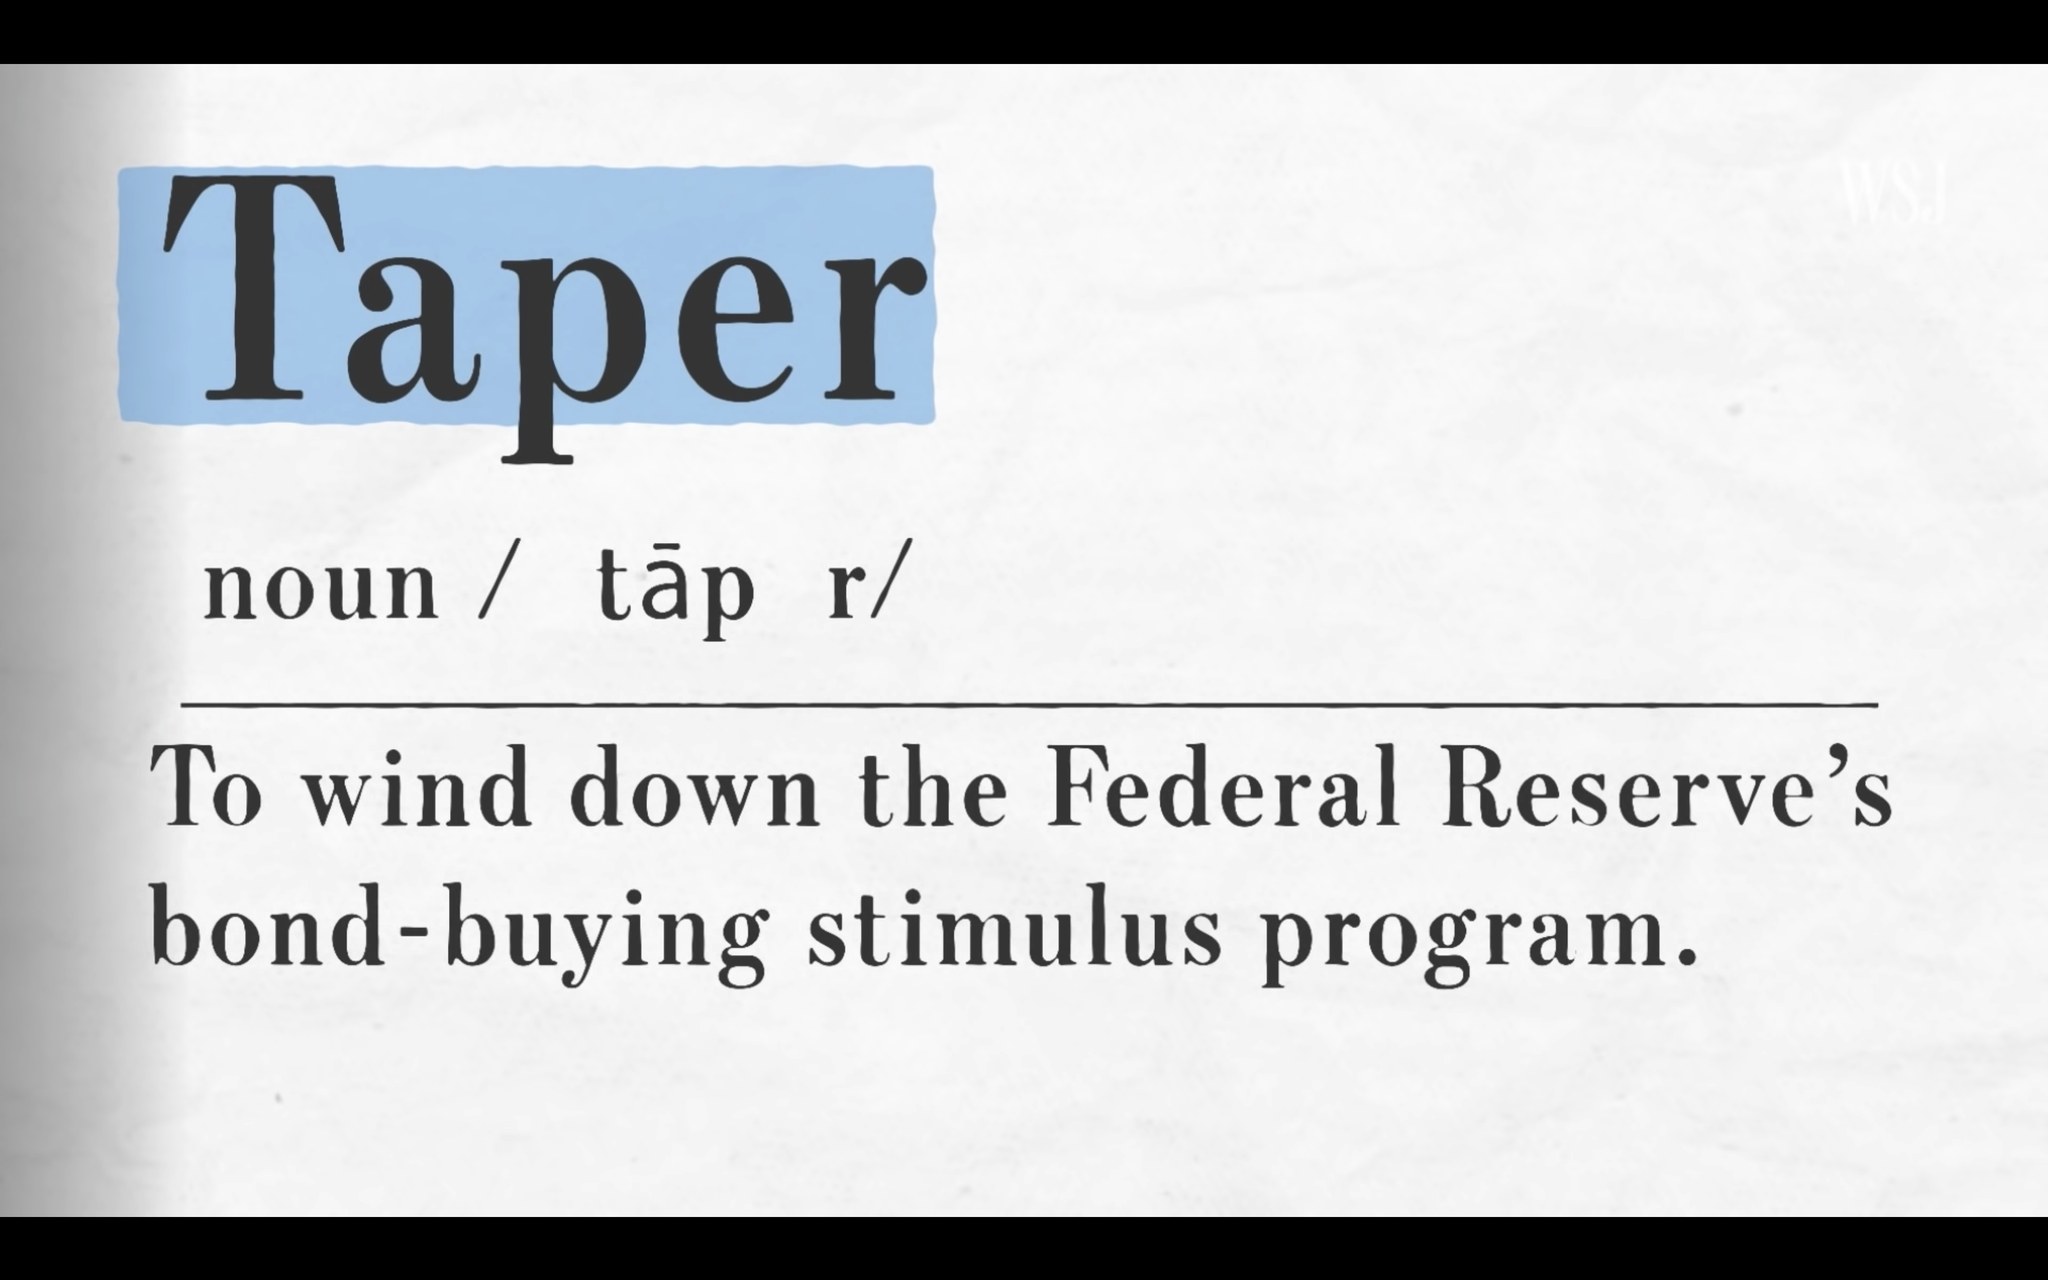 WSJ
Taper
noun / tāp r/
To wind down the Federal Reserve’s
bond-buying stimulus program.